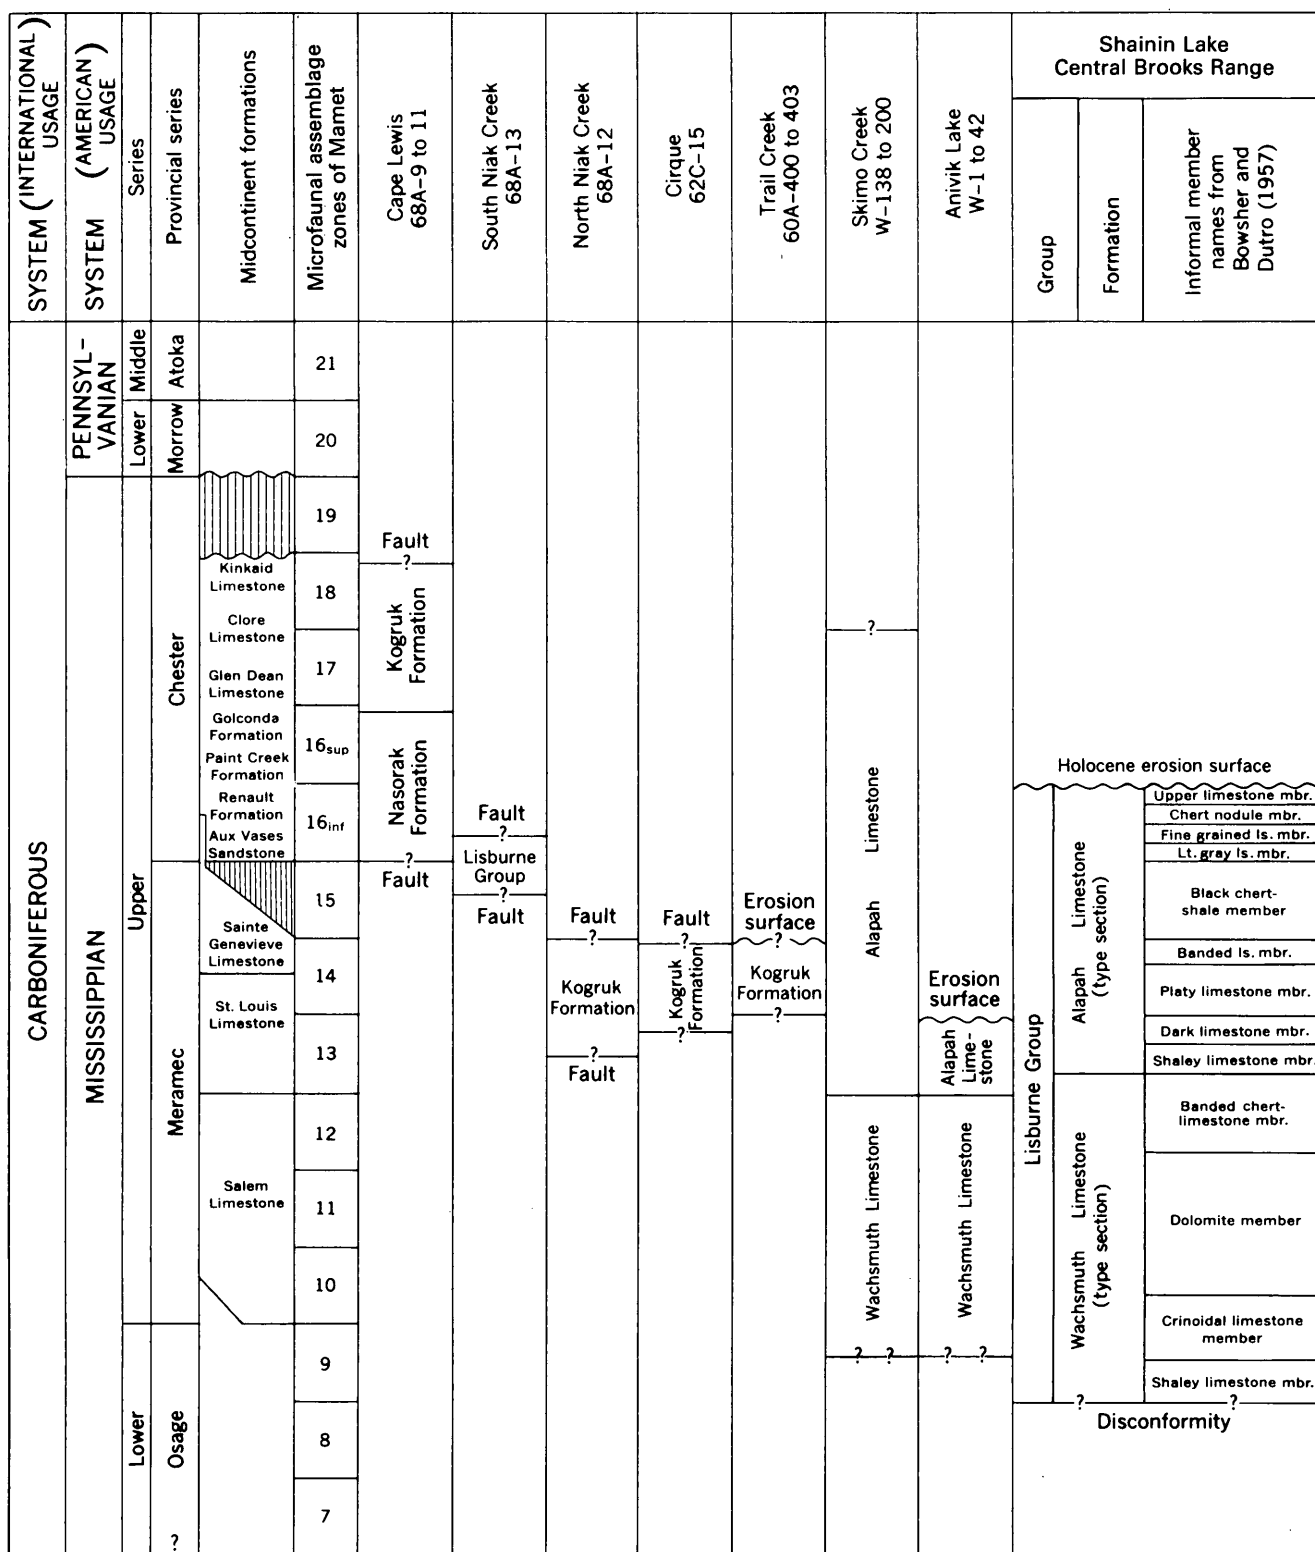 SYSTEM (INTERNATIONAL USAGE)
SYSTEM (AMERICAN USAGE)
Series
Provincial series
Midcontinent formations
Microfaunal assemblage
zones of Mamet
Cape Lewis
68A-9 to 11
South Niak Creek
68A-13
North Niak Creek
68A-12
Cirque
62C-15
Trail Creek
60A-400 to 403
Skimo Creek
W-138 to 200
Anivik Lake
W-1 to 42
Shainin Lake
Central Brooks Range
Group
Formation
Informal member
names from
Bowsher and
Dutro (1957)
CARBONIFEROUS
PENNSYL-
VANIAN
MISSISSIPPIAN
Middle
Lower
Upper
Lower
Atoka
Morrow
Chester
Meramec
Osage
?
Kinkaid
Limestone
Clore
Limestone
Glen Dean
Limestone
Golconda
Formation
Paint Creek
Formation
Renault
Formation
Aux Vases
Sandstone
Sainte
Genevieve
Limestone
St. Louis
Limestone
Salem
Limestone
21
20
19
18
17
16sup
16inf
15
14
13
12
11
10
9
8
7
Fault
?
Kogruk
Formation
Nasorak
Formation
?
Fault
Fault
?
Lisburne
Group
?
Fault
Fault
?
Kogruk
Formation
?
Fault
Fault
?
Kogruk
Formation
?
Erosion
surface
?
Kogruk
Formation
?
?
Alapah Limestone
Wachsmuth Limestone
? ?
Erosion
surface
Alapah
Lime-
stone
Wachsmuth Limestone
? ?
Holocene erosion surface
Lisburne Group
Alapah Limestone
(type section)
Wachsmuth Limestone
(type section)
Upper limestone mbr.
Chert nodule mbr.
Fine grained ls. mbr.
Lt. gray ls. mbr.
Black chert-
shale member
Banded ls. mbr.
Platy limestone mbr.
Dark limestone mbr.
Shaley limestone mbr.
Banded chert-
limestone mbr.
Dolomite member
Crinoidal limestone
member
Shaley limestone mbr.
? ?
Disconformity